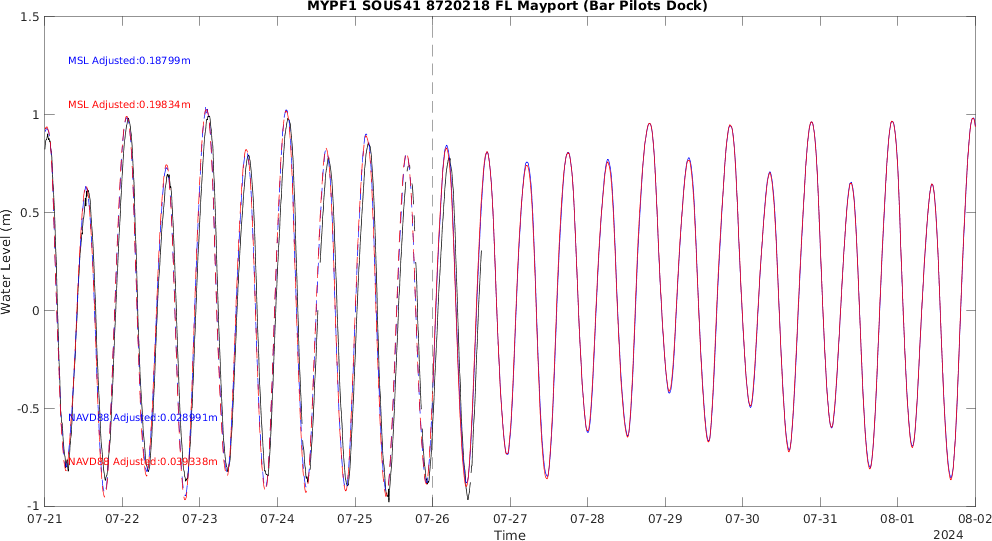 MYPF1 SOUS41 8720218 FL Mayport (Bar Pilots Dock)
1.5
MSL Adjusted:0.18799m
MSL Adjusted:0.19834m
1
0.5
0
-0.5
-1
Water Level (m)
NAVD88 Adjusted:0.028991m
NAVD88 Adjusted:0.039338m
07-21 07-22 07-23 07-24 07-25 07-26 07-27 07-28 07-29 07-30 07-31 08-01 08-02
Time
2024